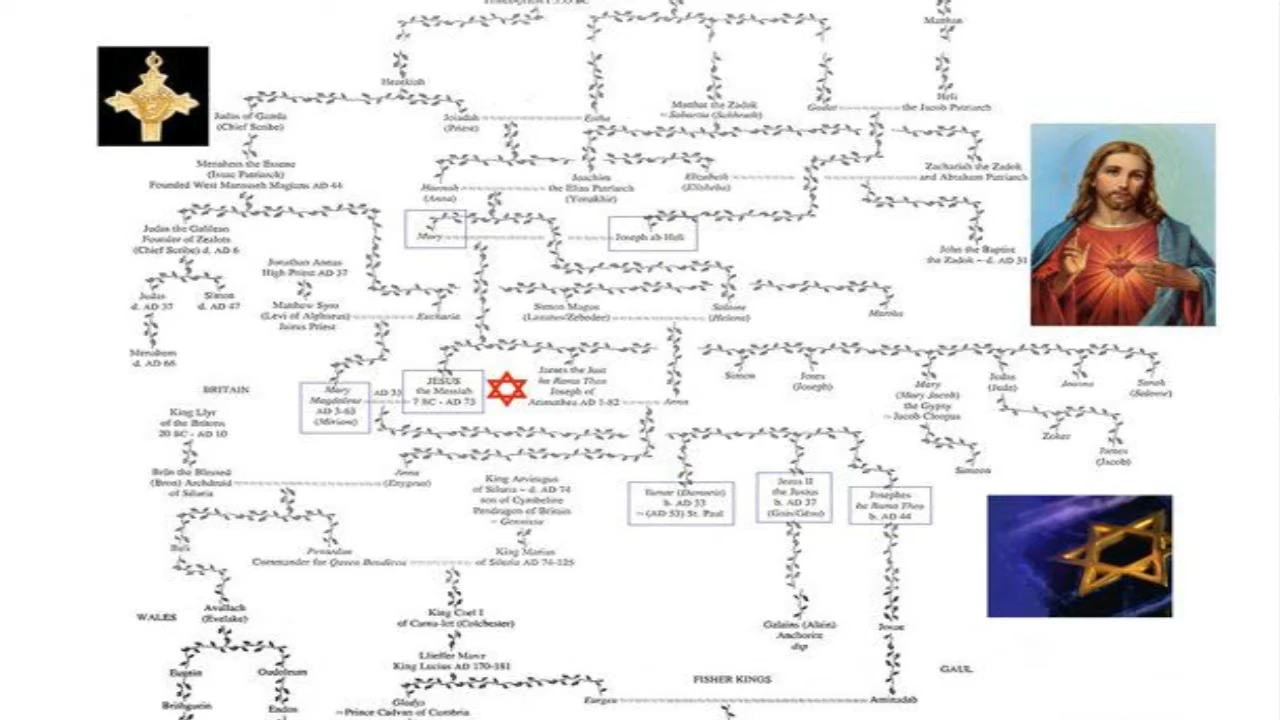 Matthan
Hezekiah
Heli
the Jacob Patriarch
Matthat the Zadok
Judas of Gamala
(Chief Scribe)
Joiadah
(Priest)
Menahem the Essene
(Isaac Patriarch)
Founded West Manasseh Magians AD 44
Zachariah the Zadok
and Abraham Patriarch
Hannah
(Anna)
Joachim
the Elias Patriarch
(Yonakhir)
Elizabeth
(Elisheba)
Judas the Galilean
Founder of Zealots
(Chief Scribe) d. AD 6
Mary
Joseph ab Heli
John the Baptist
the Zadok - d. AD 31
Jonathan Annas
High Priest AD 37
Judas
d. AD 37
Simon
d. AD 47
Matthew Syro
(Levi of Alphaeus)
Jairus Priest
Eucharia
Simon Magus
(Lazarus/Zebedee)
Salome
(Helena)
Martha
Menahem
d. AD 66
BRITAIN
Mary
Magdalene
AD 3-63
(Miriam)
AD 33
JESUS
the Messiah
7 BC - AD 73
James the Just
he Rama Theo
Joseph of
Arimathea AD 1-82
Anna
Simon
Joses
(Joseph)
Mary
(Mary Jacob)
the Gypsy
~ Jacob Cleopas
Judas
(Jude)
Joanna
Sarah
(Salome)
Zoker
James
(Jacob)
Simeon
King Llyr
of the Britons
20 BC - AD 10
Brân the Blessed
(Bron) Archdruid
of Siluria
Anna
(Enygeus)
King Arviragus
of Siluria ~ d. AD 74
son of Cymbeline
Pendragon of Britain
~ Genuissa
Tamar (Damaris)
b. AD 33
~ (AD 53) St. Paul
Jesus II
the Justus
b. AD 37
(Gais/Gésu)
Josephes
he Rama Theo
b. AD 44
Beli
Penardun
Commander for Queen Boudicca
King Marius
of Siluria AD 74-125
WALES
Avallach
(Evelake)
King Coel I
of Camu-lot (Colchester)
Galains (Alain)
Anchorite
dsp
Josue
Lleiffer Mawr
King Lucius AD 170-181
Eugein
Oudoleum
FISHER KINGS
GAUL
Brithguein
Eudos
Gladys
~ Prince Cadvan of Cumbria
Eurgen
Aminadab